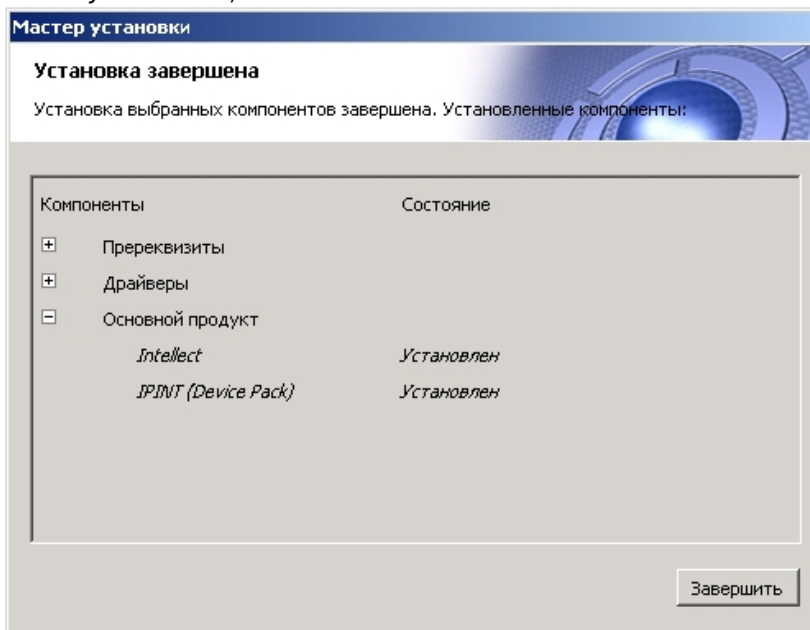 Мастер установки
Установка завершена
Установка выбранных компонентов завершена. Установленные компоненты:
Компоненты Состояние
Пререквизиты
Драйверы
Основной продукт
Intellect Установлен
IPINT (Device Pack) Установлен
Завершить